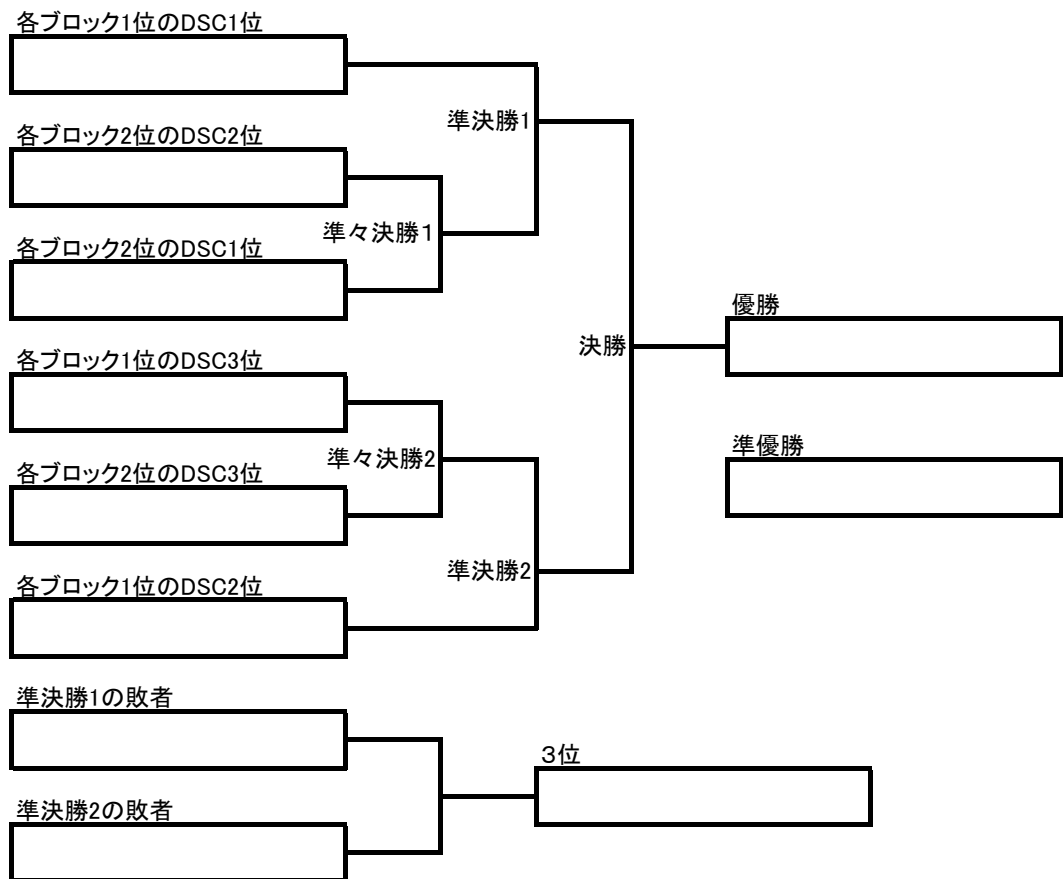 各ブロック1位のDSC1位
準決勝1
各ブロック2位のDSC2位
準々決勝１
各ブロック2位のDSC1位
優勝
決勝
各ブロック1位のDSC3位
準々決勝2
準優勝
各ブロック2位のDSC3位
準決勝2
各ブロック1位のDSC2位
準決勝1の敗者
３位
準決勝2の敗者